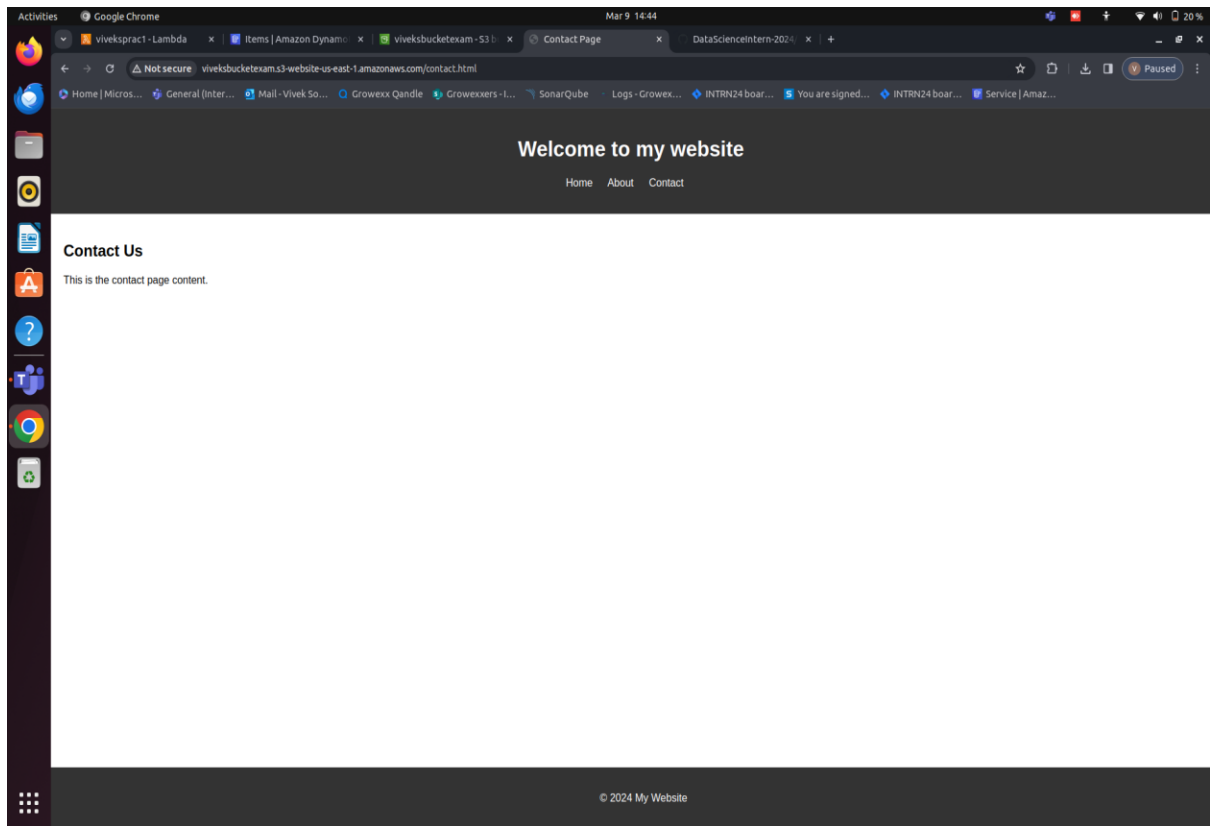 Activities Google Chrome Mar 9 14:44 20 %
vivekspract1 - Lambda Items | Amazon Dynamo viveksbucketexam - S3 b Contact Page DataScienceIntern-2024/
Not secure viveksbucketexam.s3-website-us-east-1.amazonaws.com/contact.html V Paused
Home | Micros... General (Inter... Mail - Vivek So... Growexx Qandle Growexxers - I... SonarQube Logs - Growex... INTRN24 boar... You are signed... INTRN24 boar... Service | Amaz...
Welcome to my website
Home About Contact
Contact Us
This is the contact page content.
© 2024 My Website